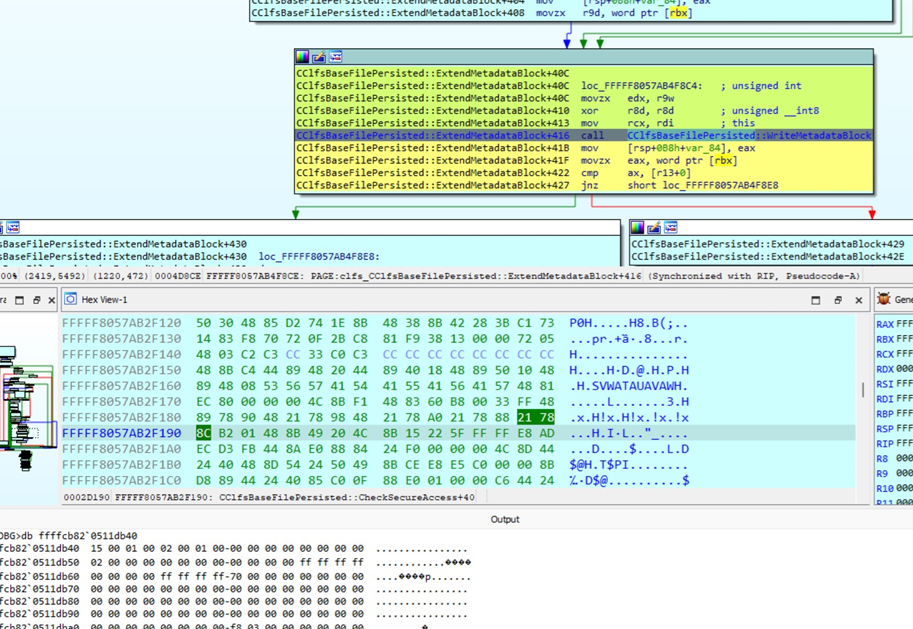 CClfsBaseFilePersisted::ExtendMetadataBlock+404 mov [rsp+0B8h+var_84], eax
CClfsBaseFilePersisted::ExtendMetadataBlock+408 movzx r9d, word ptr [rbx]
CClfsBaseFilePersisted::ExtendMetadataBlock+40C
CClfsBaseFilePersisted::ExtendMetadataBlock+40C loc_FFFFF8057AB4F8C4: ; unsigned int
CClfsBaseFilePersisted::ExtendMetadataBlock+40C movzx edx, r9w
CClfsBaseFilePersisted::ExtendMetadataBlock+410 xor r8d, r8d ; unsigned __int8
CClfsBaseFilePersisted::ExtendMetadataBlock+413 mov rcx, rdi ; this
CClfsBaseFilePersisted::ExtendMetadataBlock+416 call CClfsBaseFilePersisted::WriteMetadataBlock
CClfsBaseFilePersisted::ExtendMetadataBlock+41B mov [rsp+0B8h+var_84], eax
CClfsBaseFilePersisted::ExtendMetadataBlock+41F movzx eax, word ptr [rbx]
CClfsBaseFilePersisted::ExtendMetadataBlock+422 cmp ax, [r13+0]
CClfsBaseFilePersisted::ExtendMetadataBlock+427 jnz short loc_FFFFF8057AB4F8E8
sBaseFilePersisted::ExtendMetadataBlock+430
sBaseFilePersisted::ExtendMetadataBlock+430 loc_FFFFF8057AB4F8E8:
CClfsBaseFilePersisted::ExtendMetadataBlock+429
CClfsBaseFilePersisted::ExtendMetadataBlock+42E
00% (2419,5492) (1220,472) 0004D8CE FFFFF8057AB4F8CE: PAGE:clfs_CClfsBaseFilePersisted::ExtendMetadataBlock+416 (Synchronized with RIP, Pseudocode-A)
Hex View-1
Gene
FFFFF8057AB2F120 50 30 48 85 D2 74 1E 8B 48 38 8B 42 28 3B C1 73 P0H.....H8.B(;..
FFFFF8057AB2F130 14 83 F8 70 72 0F 2B C8 81 F9 38 13 00 00 72 05 ...pr.+ȁ.8...r.
FFFFF8057AB2F140 48 03 C2 C3 CC 33 C0 C3 CC CC CC CC CC CC CC CC H...............
FFFFF8057AB2F150 48 8B C4 44 89 48 20 44 89 40 18 48 89 50 10 48 H....H·D.@.H.P.H
FFFFF8057AB2F160 89 48 08 53 56 57 41 54 41 55 41 56 41 57 48 81 .H.SVWATAUAVAWH.
FFFFF8057AB2F170 EC 80 00 00 00 4C 8B F1 48 83 60 B8 00 33 FF 48 .....L.......3.H
FFFFF8057AB2F180 89 78 90 48 21 78 98 48 21 78 A0 21 78 88 21 78 .x.H!x.H!x.!x.!x
FFFFF8057AB2F190 8C B2 01 48 8B 49 20 4C 8B 15 22 5F FF FF E8 AD ...H.I·L.."_....
FFFFF8057AB2F1A0 EC D3 FB 44 8A E0 88 84 24 F0 00 00 00 4C 8D 44 ...D....$....L.D
FFFFF8057AB2F1B0 24 40 48 8D 54 24 50 49 8B CE E8 E5 C0 00 00 8B $@H.T$PI........
FFFFF8057AB2F1C0 D8 89 44 24 40 85 C0 0F 88 E0 01 00 00 C6 44 24
0002D190 FFFFF8057AB2F190: CClfsBaseFilePersisted::CheckSecureAccess+40
RAX FFF
RBX FFF
RCX FFF
RDX 000
RSI FFF
RDI FFF
RBP FFF
RSP FFF
RIP FFF
R8 000
R9 000
R10 000
R11 000
Output
DBG>db ffffcb82`0511db40
fcb82`0511db40 15 00 01 00 02 00 01 00-00 00 00 00 00 00 00 00 ................
fcb82`0511db50 02 00 00 00 00 00 00 00-00 00 00 00 ff ff ff ff
fcb82`0511db60 00 00 00 00 ff ff ff ff-70 00 00 00 00 00 00 00
fcb82`0511db70 00 00 00 00 00 00 00 00-00 00 00 00 00 00 00 00 ................
fcb82`0511db80 00 00 00 00 00 00 00 00-00 00 00 00 00 00 00 00 ................
fcb82`0511db90 00 00 00 00 00 00 00 00-00 00 00 00 00 00 00 00 ................
fcb82`0511dba0 00 00 00 00 00 00 00 00-f8 03 00 00 00 00 00 00